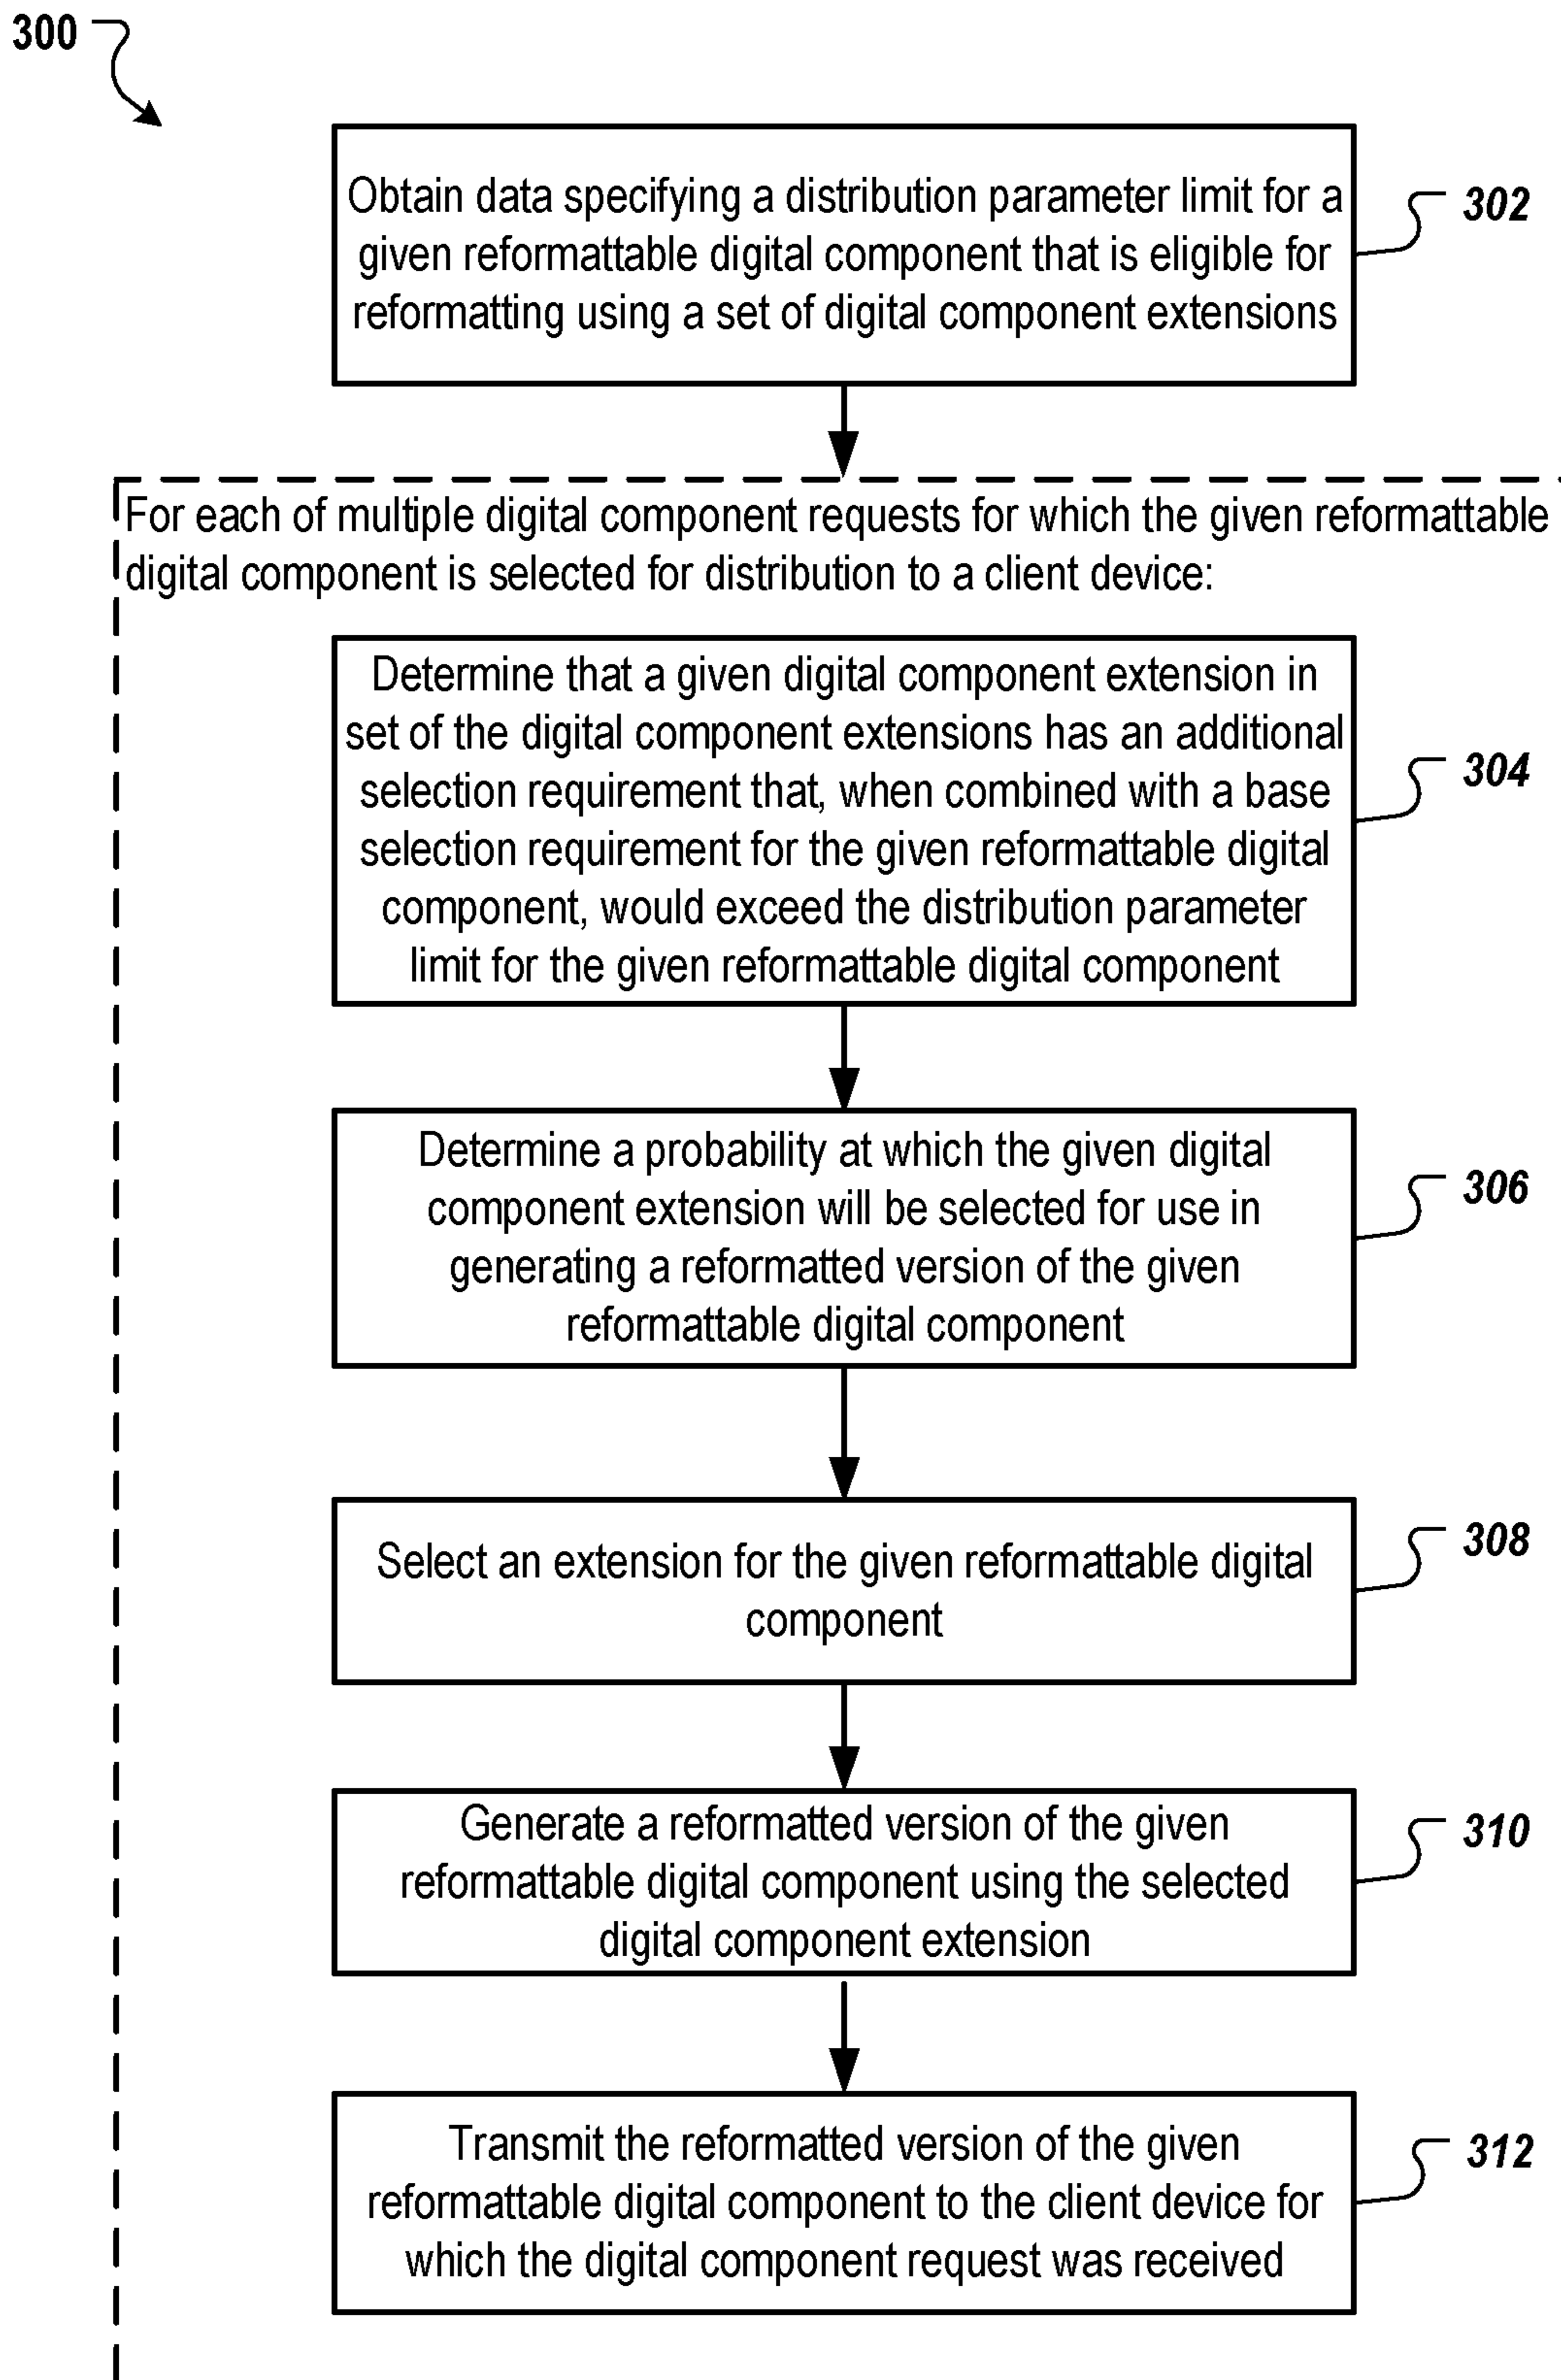 300
Obtain data specifying a distribution parameter limit for a
given reformattable digital component that is eligible for
reformatting using a set of digital component extensions
302
For each of multiple digital component requests for which the given reformattable
digital component is selected for distribution to a client device:
Determine that a given digital component extension in
set of the digital component extensions has an additional
selection requirement that, when combined with a base
selection requirement for the given reformattable digital
component, would exceed the distribution parameter
limit for the given reformattable digital component
304
Determine a probability at which the given digital
component extension will be selected for use in
generating a reformatted version of the given
reformattable digital component
306
Select an extension for the given reformattable digital
component
308
Generate a reformatted version of the given
reformattable digital component using the selected
digital component extension
310
Transmit the reformatted version of the given
reformattable digital component to the client device for
which the digital component request was received
312